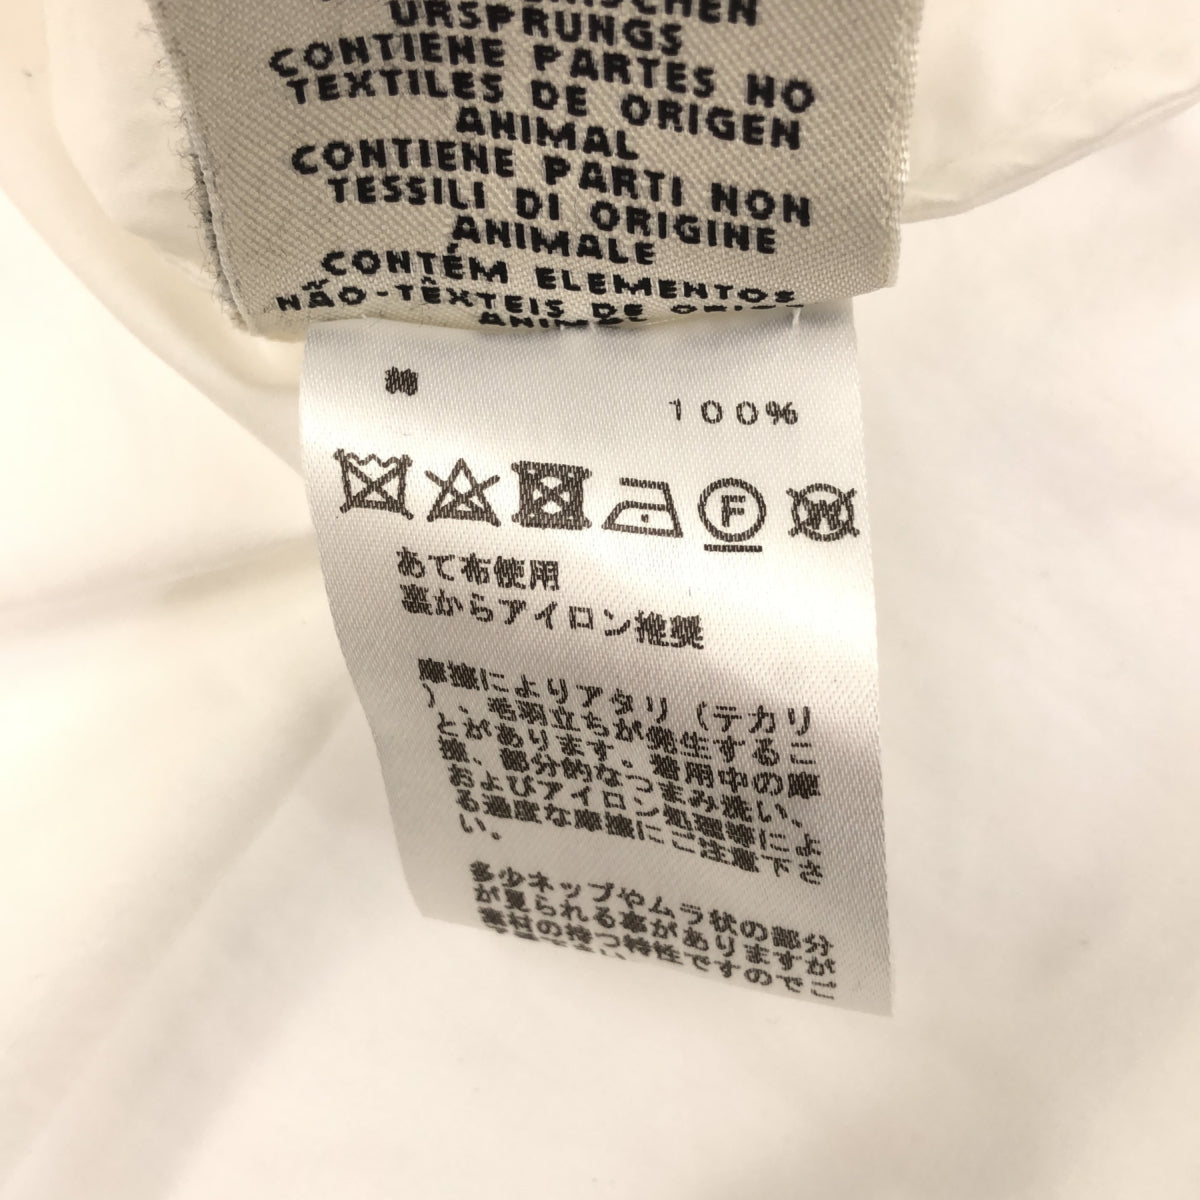 URSPRUNGS
CONTIENE PARTES NO
TEXTILES DE ORIGEN
ANIMAL
CONTIENE PARTI NON
TESSILI DI ORIGINE
ANIMALE
CONTÉM ELEMENTOS
NÃO-TÊXTEIS DE
綿 100%
F W
あて布使用
裏からアイロン推奨
摩擦によりアタリ（テカリ
）、毛羽立ちが発生するこ
とがあります。着用中の摩
擦、部分的なつまみ洗い、
およびアイロン処理等によ
る過度な摩擦にご注意下さ
い。
多少ネップやムラ状の部分
が見られる事がありますが
素材の持つ特性ですのでご